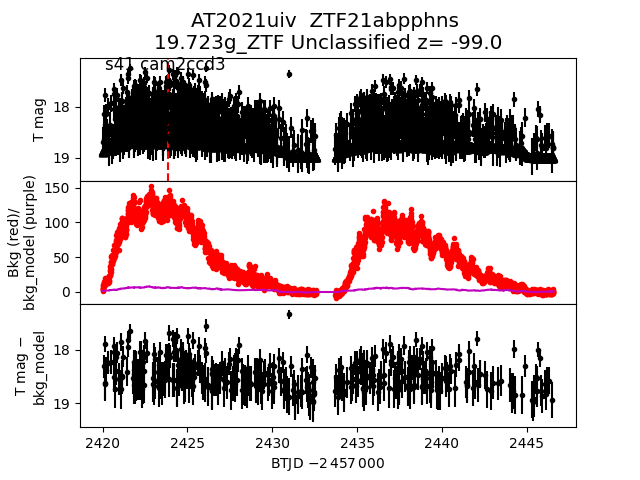 AT2021uiv  ZTF21abpphns
19.723g_ZTF Unclassified z= -99.0
s41 cam2ccd3
T mag
18
19
Bkg (red)/
bkg_model (purple)
150
100
50
0
T mag −
bkg_model
18
19
2420 2425 2430 2435 2440 2445
BTJD −2 457 000